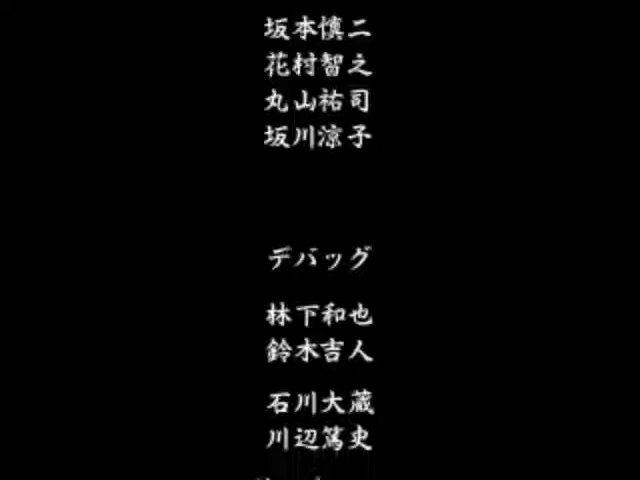 坂本慎二
花村智之
丸山祐司
坂川涼子
デバッグ
林下和也
鈴木吉人
石川大蔵
川辺篤史